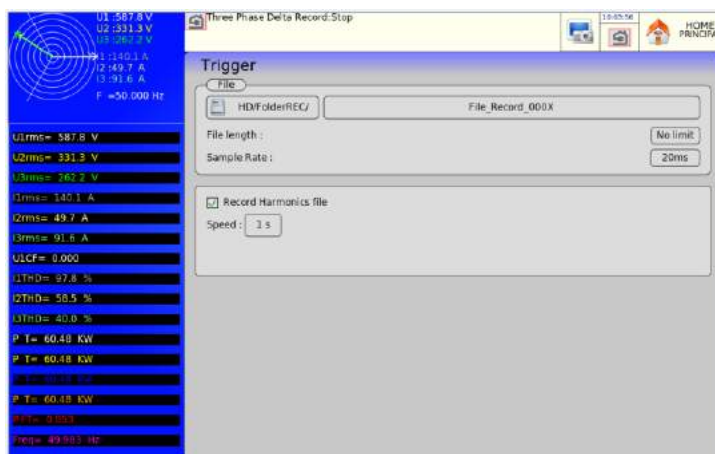 U1 :587.8 V
U2 :331.3 V
U3 :262.2 V
I1 :140.1 A
I2 :49.7 A
I3 :91.6 A
F =50.000 Hz
Three Phase Delta Record:Stop
10:05:56
HOME
PRINCIPA
Trigger
File
HD/FolderREC/
File_Record_000X
File length :
No limit
Sample Rate :
20ms
Record Harmonics file
Speed :
1 s
U1rms= 587.8 V
U2rms= 331.3 V
U3rms= 262.2 V
I1rms= 140.1 A
I2rms= 49.7 A
I3rms= 91.6 A
U1CF= 0.000
I1THD= 97.8 %
I2THD= 58.5 %
I3THD= 40.0 %
P T= 60.48 KW
P T= 60.48 KW
P T= 60.48 KW
P T= 60.48 KW
Freq= 49.983 Hz